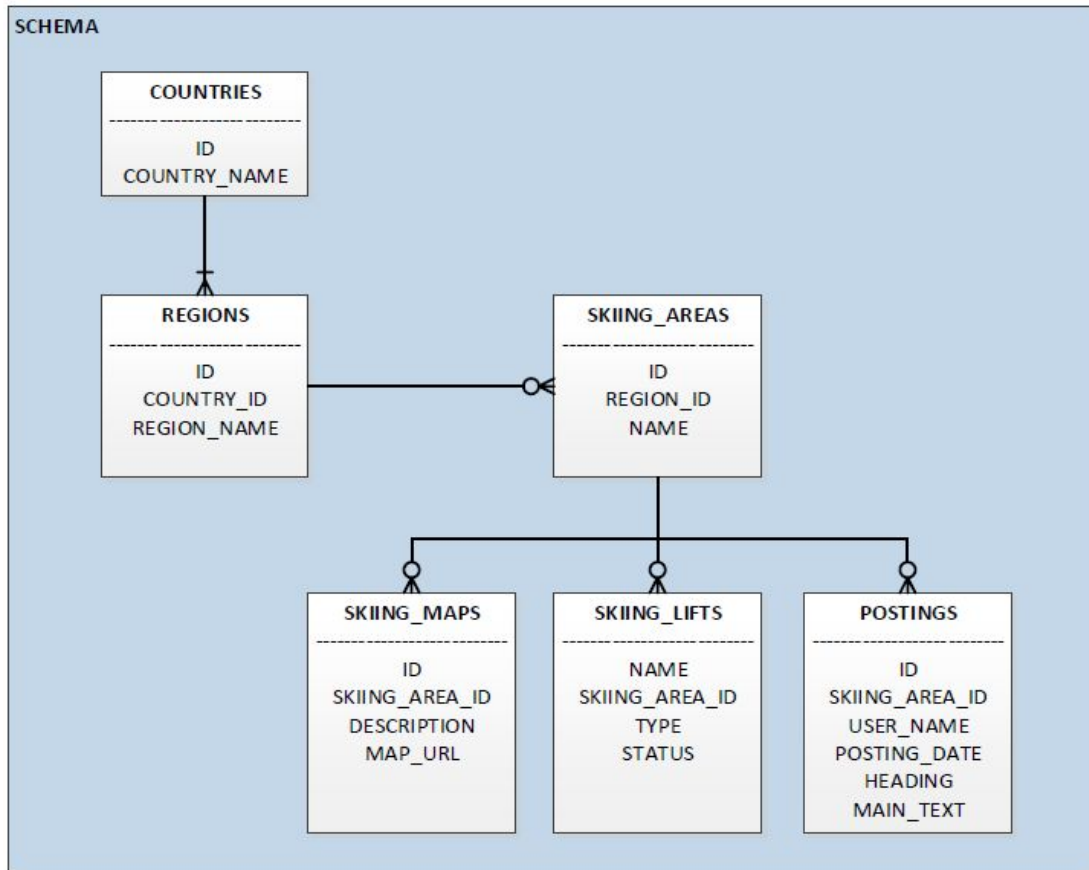 SCHEMA
COUNTRIES
ID
COUNTRY_NAME
REGIONS
ID
COUNTRY_ID
REGION_NAME
SKIING_AREAS
ID
REGION_ID
NAME
SKIING_MAPS
ID
SKIING_AREA_ID
DESCRIPTION
MAP_URL
SKIING_LIFTS
NAME
SKIING_AREA_ID
TYPE
STATUS
POSTINGS
ID
SKIING_AREA_ID
USER_NAME
POSTING_DATE
HEADING
MAIN_TEXT